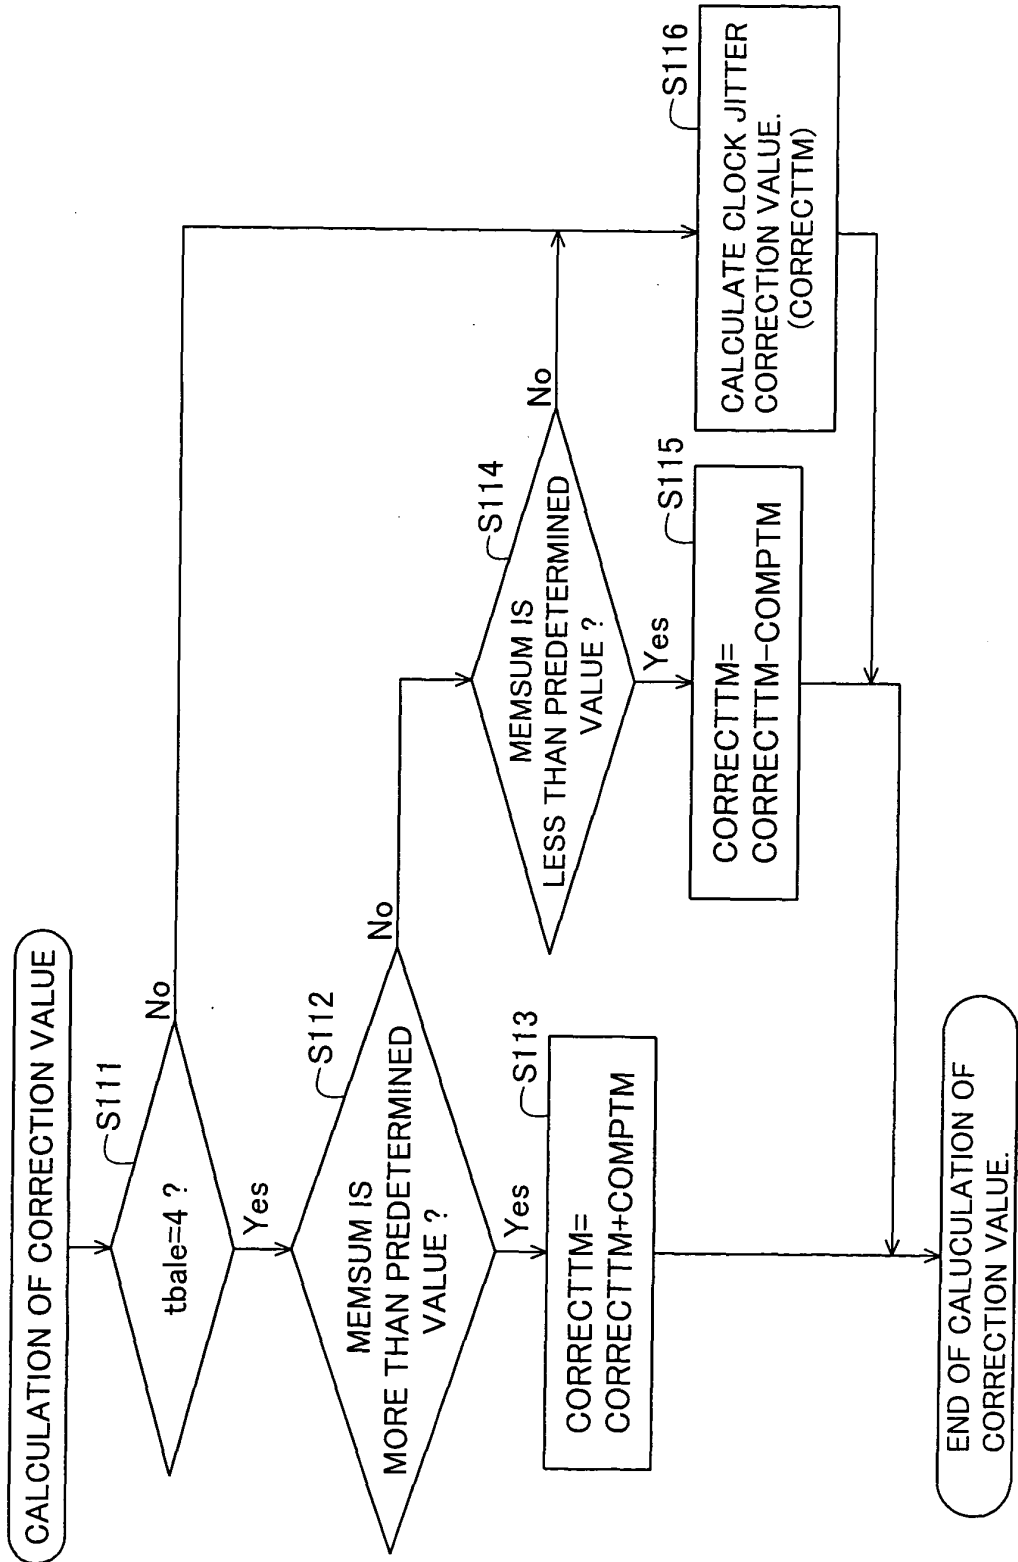 CALCULATION OF CORRECTION VALUE
S111
tbale=4 ?
No
Yes
S112
MEMSUM IS
MORE THAN PREDETERMINED
VALUE ?
No
Yes
S113
CORRECTTM=
CORRECTTM+COMPTM
S114
MEMSUM IS
LESS THAN PREDETERMINED
VALUE ?
No
Yes
S115
CORRECTTM=
CORRECTTM−COMPTM
S116
CALCULATE CLOCK JITTER
CORRECTION VALUE.
(CORRECTTM)
END OF CALUCULATION OF
CORRECTION VALUE.